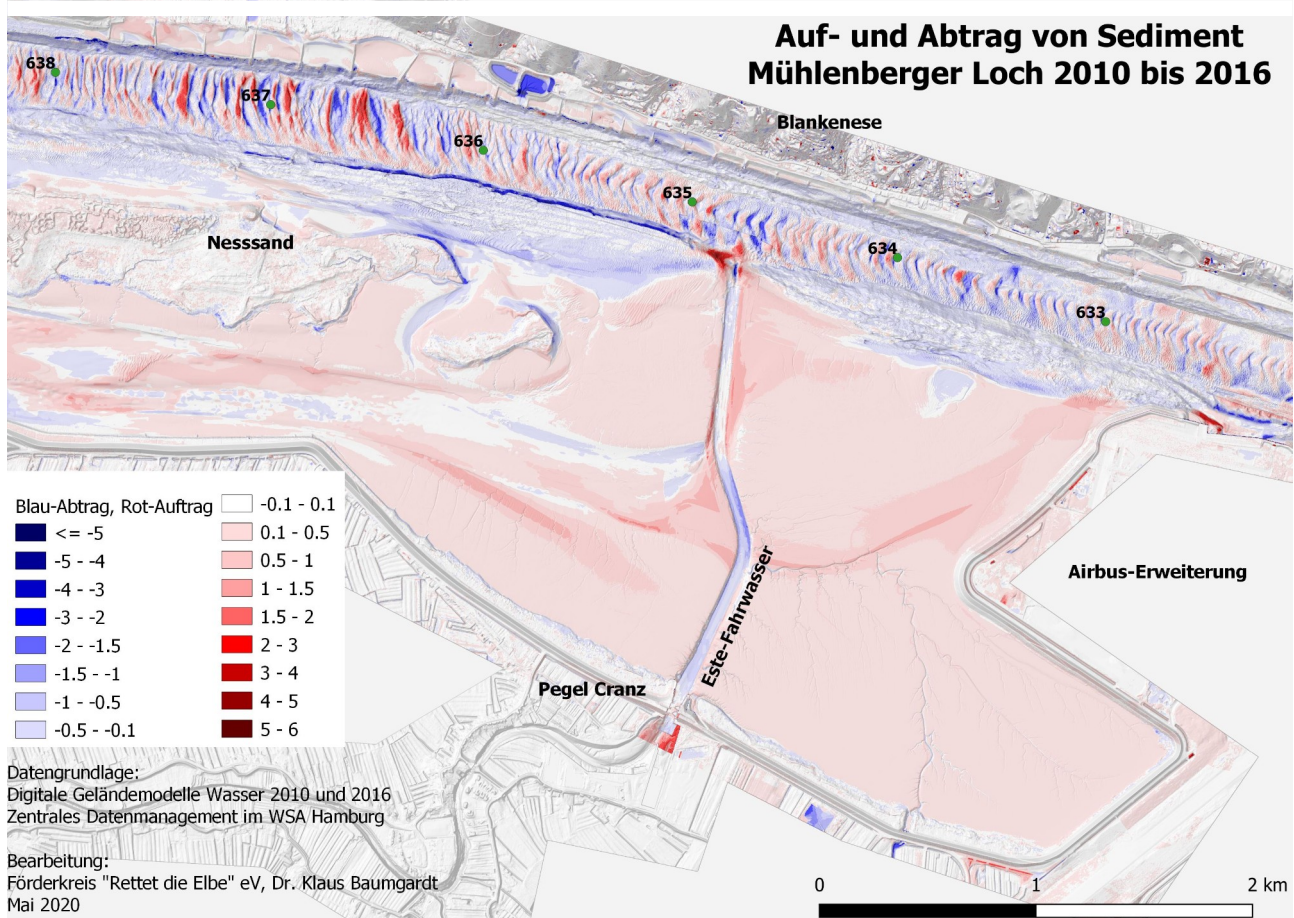 Auf- und Abtrag von Sediment
Mühlenberger Loch 2010 bis 2016
638
637
636
635
634
633
Blankenese
Nesssand
Airbus-Erweiterung
Este-Fahrwasser
Pegel Cranz
Blau-Abtrag, Rot-Auftrag
<= -5
-5 - -4
-4 - -3
-3 - -2
-2 - -1.5
-1.5 - -1
-1 - -0.5
-0.5 - -0.1
-0.1 - 0.1
0.1 - 0.5
0.5 - 1
1 - 1.5
1.5 - 2
2 - 3
3 - 4
4 - 5
5 - 6
Datengrundlage:
Digitale Geländemodelle Wasser 2010 und 2016
Zentrales Datenmanagement im WSA Hamburg
Bearbeitung:
Förderkreis "Rettet die Elbe" eV, Dr. Klaus Baumgardt
Mai 2020
0 1 2 km